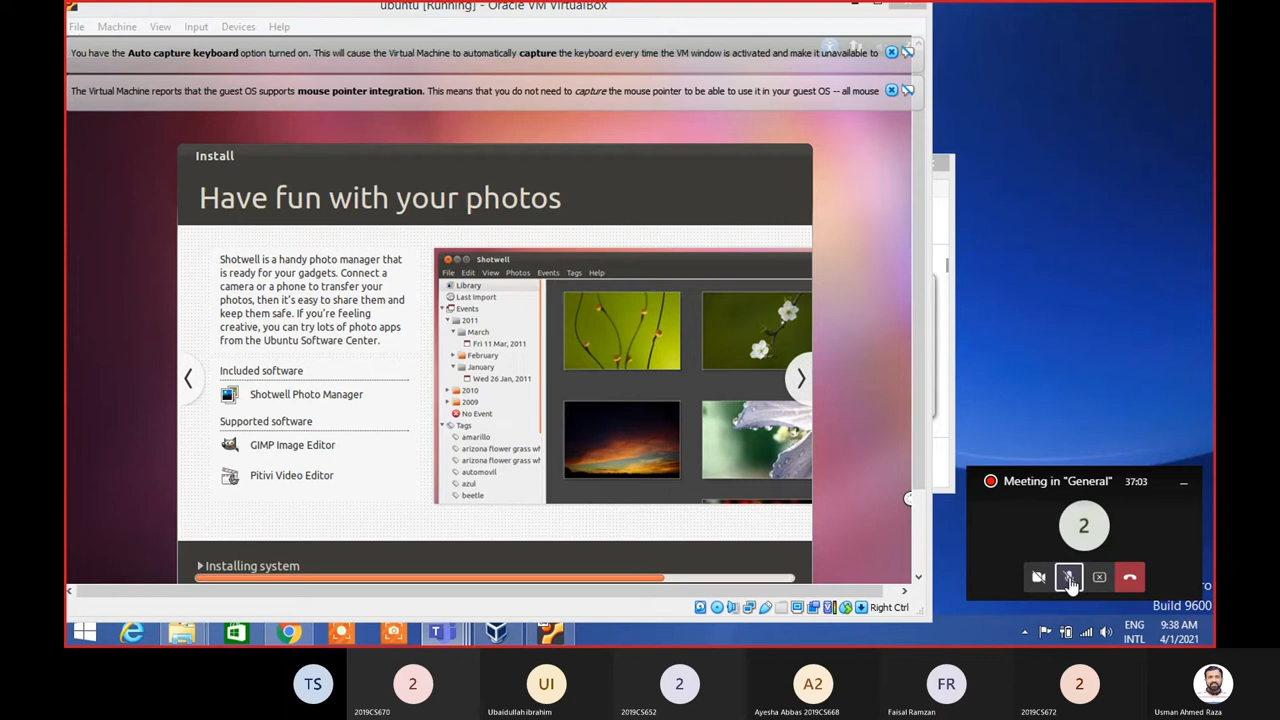 ubuntu [Running] - Oracle VM VirtualBox
File Machine View Input Devices Help
You have the Auto capture keyboard option turned on. This will cause the Virtual Machine to automatically capture the keyboard every time the VM window is activated and make it unavailable to
The Virtual Machine reports that the guest OS supports mouse pointer integration. This means that you do not need to capture the mouse pointer to be able to use it in your guest OS -- all mouse
Install
Have fun with your photos
Shotwell is a handy photo manager that
is ready for your gadgets. Connect a
camera or a phone to transfer your
photos, then it's easy to share them and
keep them safe. If you're feeling
creative, you can try lots of photo apps
from the Ubuntu Software Center.
Included software
Shotwell Photo Manager
Supported software
GIMP Image Editor
Pitivi Video Editor
Shotwell
File Edit View Photos Events Tags Help
Library
Last Import
Events
2011
March
Fri 11 Mar, 2011
February
January
Wed 26 Jan, 2011
2010
2009
No Event
Tags
amarillo
arizona flower grass wh
arizona flower grass wh
automovil
azul
beetle
Installing system
Right Ctrl
Meeting in "General" 37:03
2
ro
Build 9600
ENG
INTL
9:38 AM
4/1/2021
TS
2
2019CS670
UI
Ubaidullah ibrahim
2
2019CS652
A2
Ayesha Abbas 2019CS668
FR
Faisal Ramzan
2
2019CS672
Usman Ahmed Raza